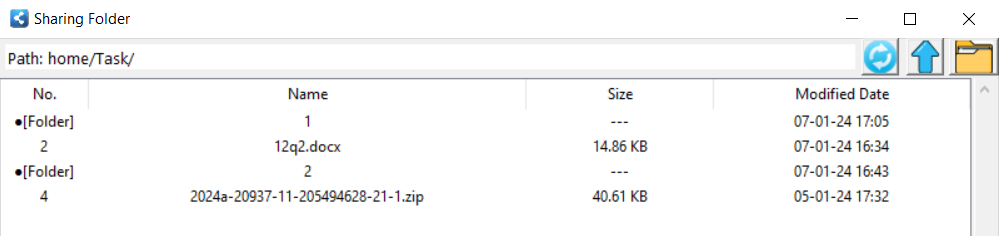 Sharing Folder
Path: home/Task/
No. Name Size Modified Date
●[Folder] 1 --- 07-01-24 17:05
2 12q2.docx 14.86 KB 07-01-24 16:34
●[Folder] 2 --- 07-01-24 16:43
4 2024a-20937-11-205494628-21-1.zip 40.61 KB 05-01-24 17:32